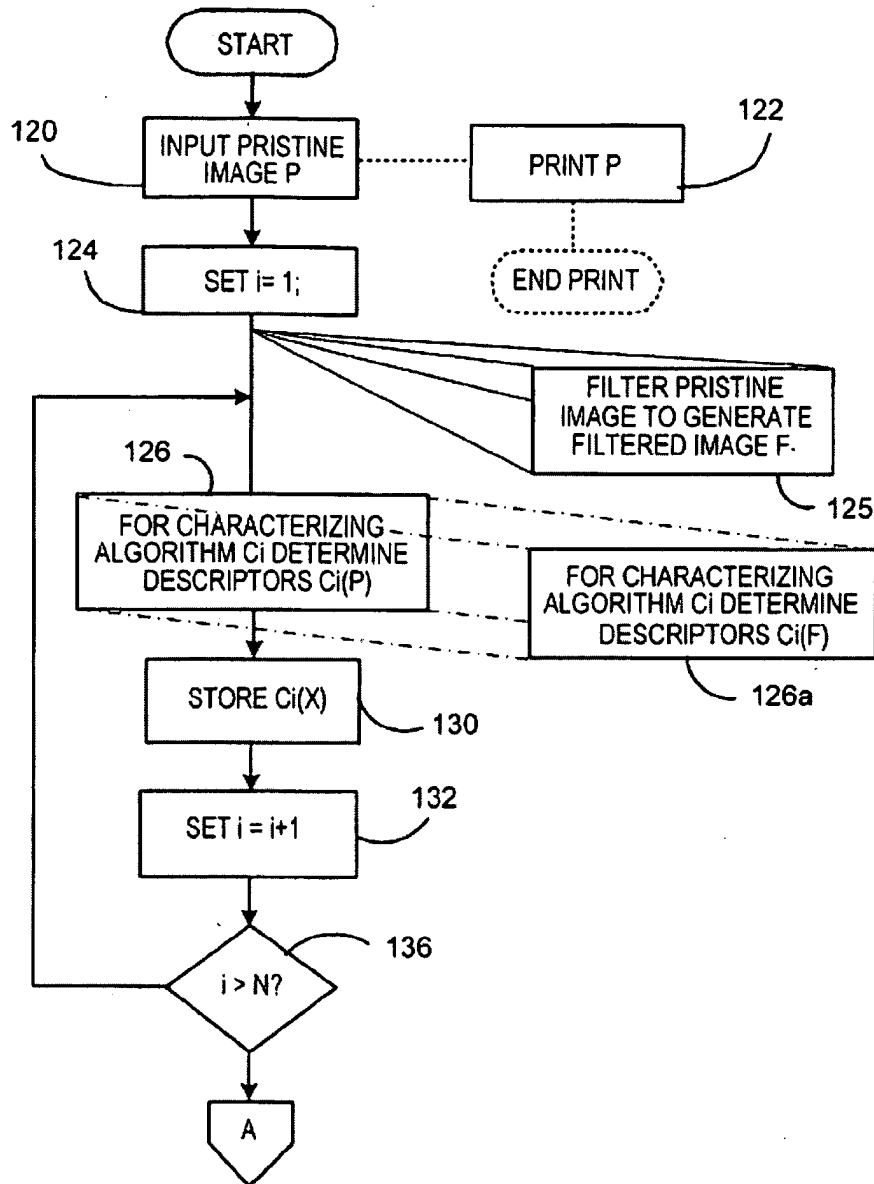 START
120
INPUT PRISTINE
IMAGE P
122
PRINT P
124
SET i= 1;
END PRINT
FILTER PRISTINE
IMAGE TO GENERATE
FILTERED IMAGE F.
125
126
FOR CHARACTERIZING
ALGORITHM Ci DETERMINE
DESCRIPTORS Ci(P)
FOR CHARACTERIZING
ALGORITHM Ci DETERMINE
DESCRIPTORS Ci(F)
126a
STORE Ci(X)
130
SET i = i+1
132
136
i > N?
A